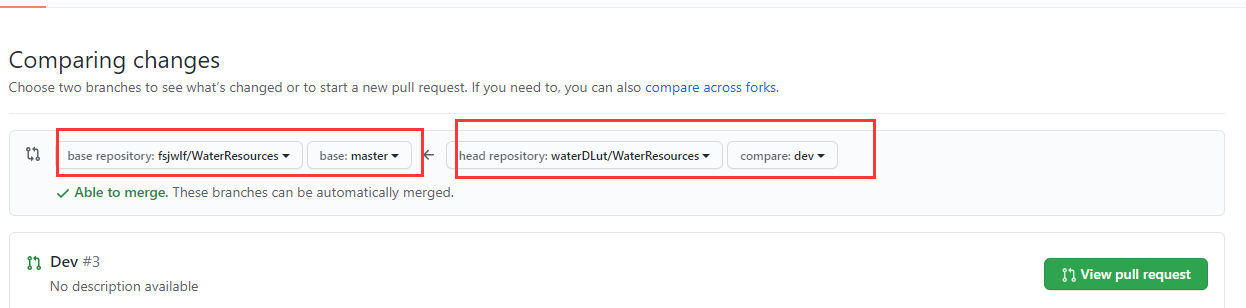 Comparing changes
Choose two branches to see what's changed or to start a new pull request. If you need to, you can also compare across forks.
base repository: fsjwlf/WaterResources base: master head repository: waterDLut/WaterResources compare: dev
Able to merge. These branches can be automatically merged.
Dev #3
View pull request
No description available